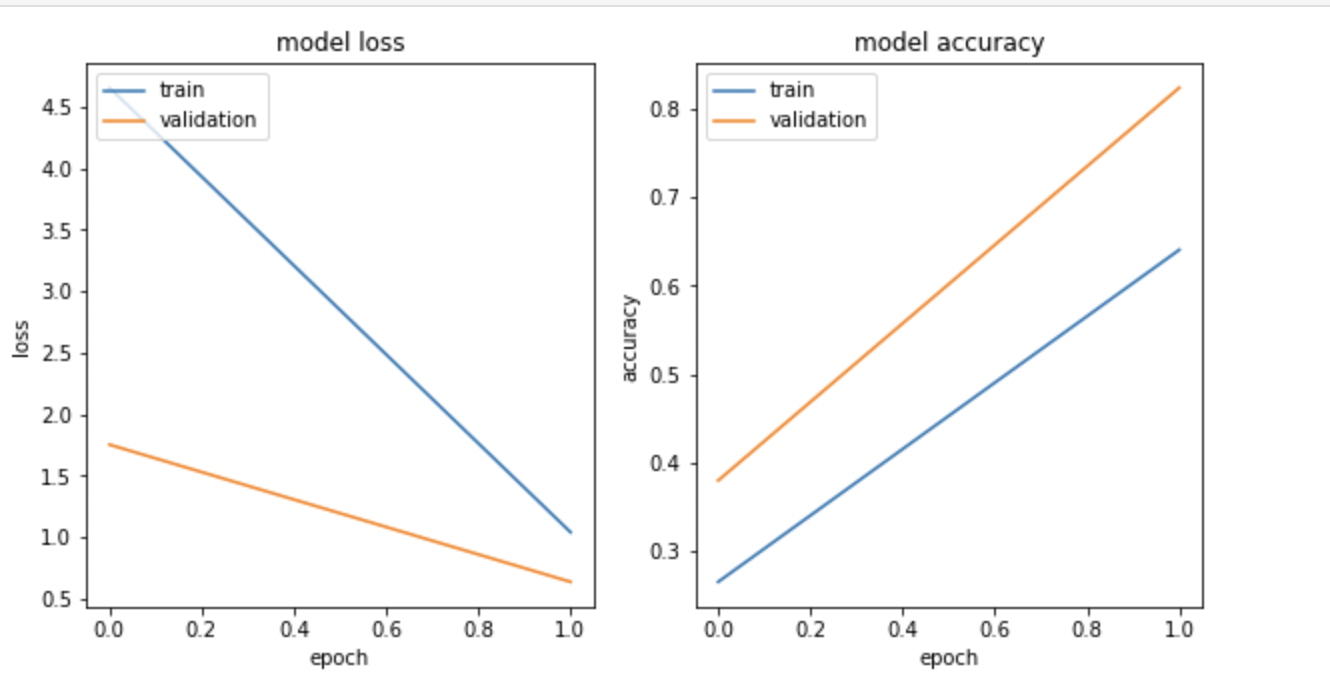 model loss
train
validation
4.5
4.0
3.5
3.0
2.5
2.0
1.5
1.0
0.5
loss
0.0 0.2 0.4 0.6 0.8 1.0
epoch
model accuracy
train
validation
0.8
0.7
0.6
0.5
0.4
0.3
accuracy
0.0 0.2 0.4 0.6 0.8 1.0
epoch